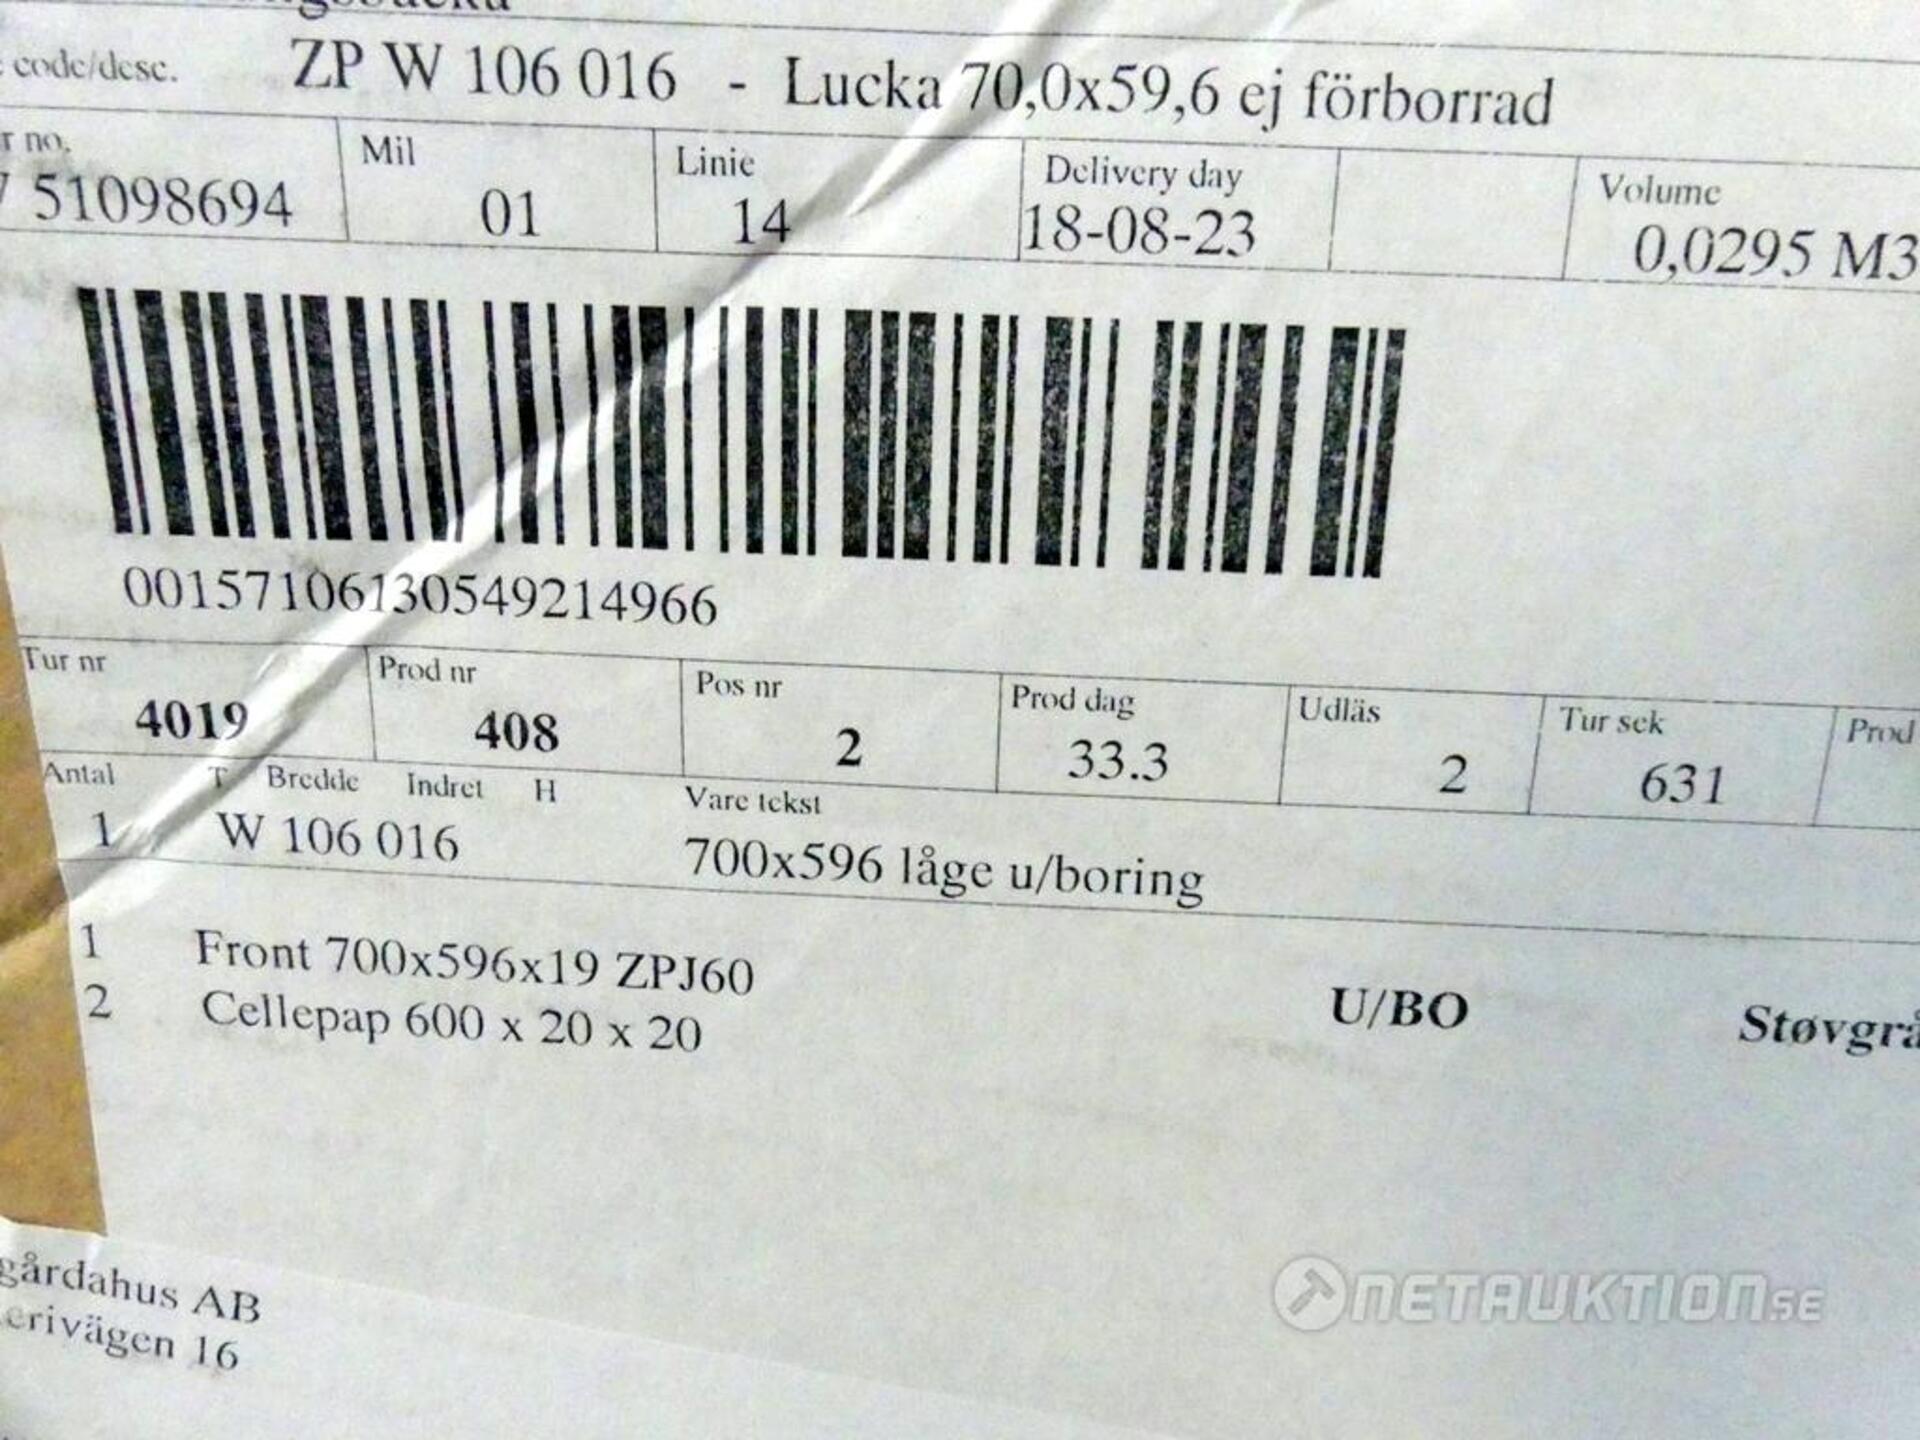 code/desc. ZP W 106 016 - Lucka 70,0x59,6 ej förborrad
no. Mil Linie Delivery day Volume
51098694 01 14 18-08-23 0,0295 M3
00157106130549214966
Tur nr Prod nr Pos nr Prod dag Udläs Tur sek Prod
4019 408 2 33.3 2 631
Antal T Bredde Indret H Vare tekst
1 W 106 016 700x596 låge u/boring
1 Front 700x596x19 ZPJ60 U/BO Støvgrå
2 Cellepap 600 x 20 x 20
gårdahus AB
erivägen 16
NETAUKTION.SE